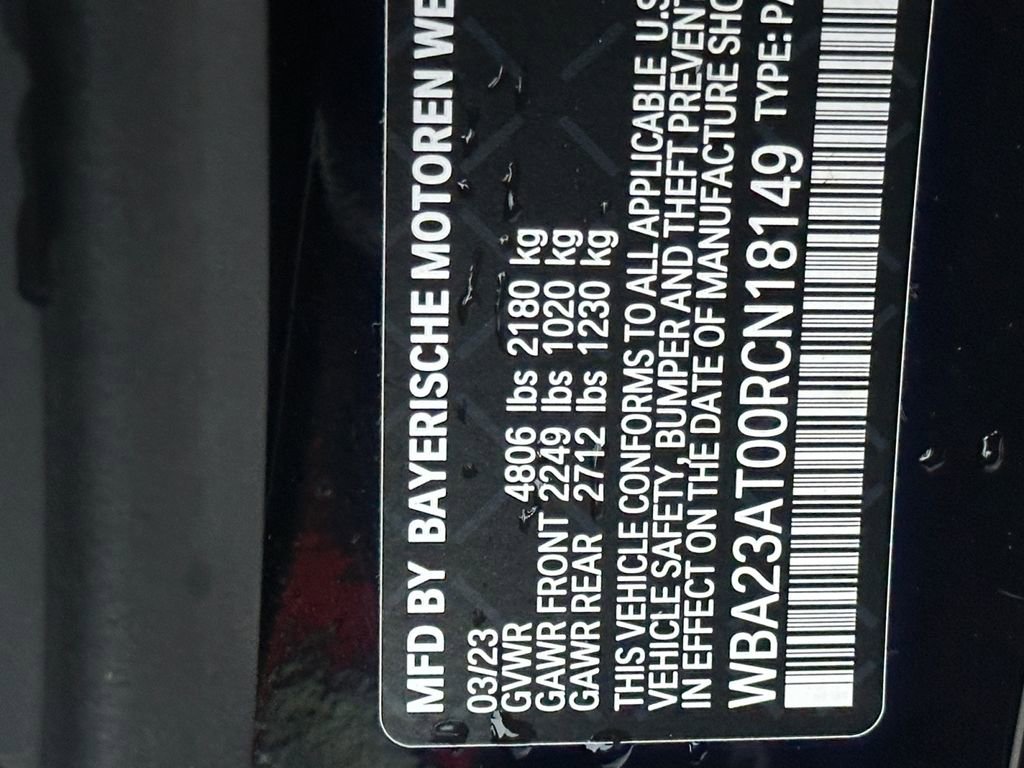 MFD BY BAYERISCHE MOTOREN WE
03/23
GVWR 4806 lbs 2180 kg
GAWR FRONT 2249 lbs 1020 kg
GAWR REAR 2712 lbs 1230 kg
THIS VEHICLE CONFORMS TO ALL APPLICABLE U.S
VEHICLE SAFETY, BUMPER AND THEFT PREVENT
IN EFFECT ON THE DATE OF MANUFACTURE SHO
WBA23AT00RCN18149 TYPE: PA